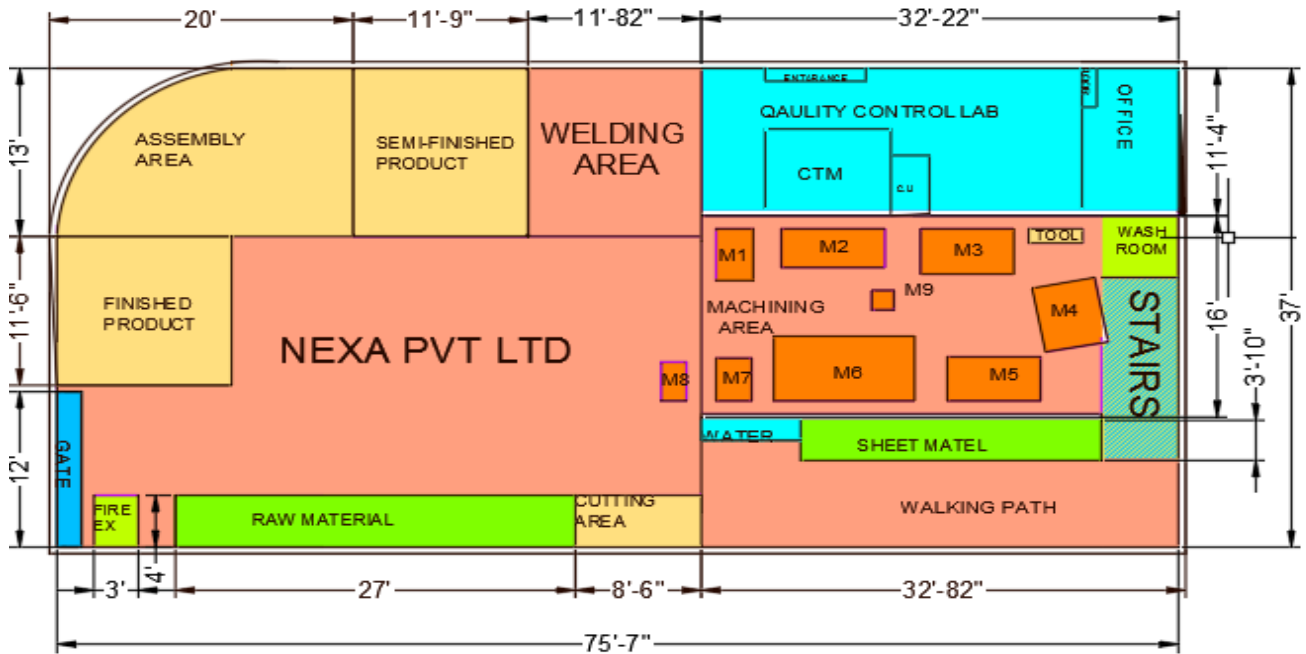 20'
11'-9"
11'-82"
32'-22"
ENTARANCE
DOOR
OFFICE
QAULITY CONTROL LAB
ASSEMBLY
AREA
SEMI-FINISHED
PRODUCT
WELDING
AREA
CTM
C.U
13'
11'-4"
M1
M2
M3
TOOL
WASH
ROOM
M9
MACHINING
AREA
M4
FINISHED
PRODUCT
NEXA PVT LTD
STAIRS
11'-6"
16'
37'
3'-10"
M8
M7
M6
M5
WATER
SHEET MATEL
GATE
12'
FIRE
EX
RAW MATERIAL
CUTTING
AREA
WALKING PATH
3'
4'
27'
8'-6"
32'-82"
75'-7"